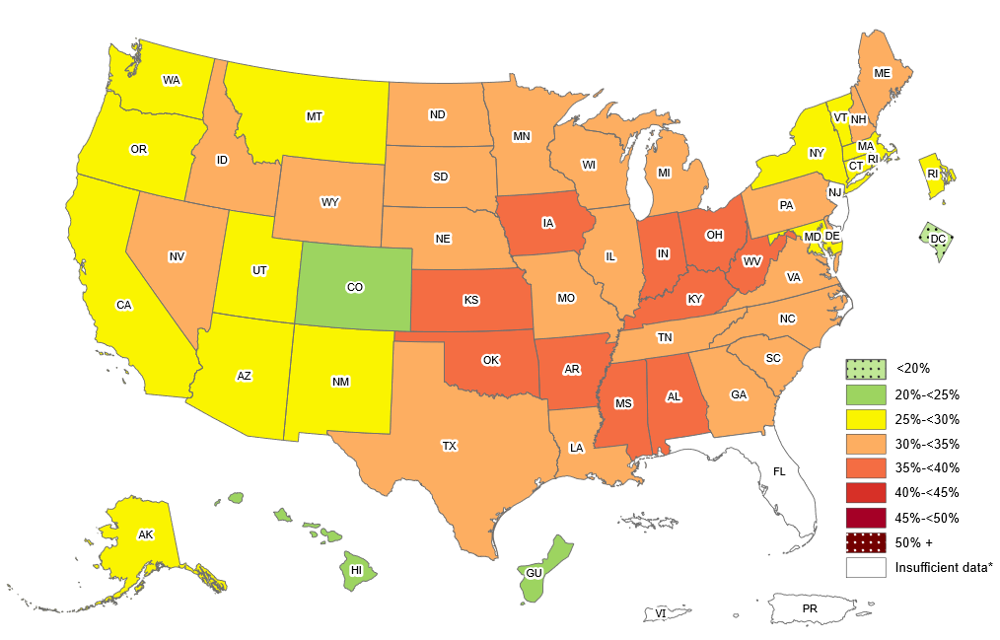 ME
WA
MT
ND
MN
VT
NH
OR
ID
SD
WI
MI
NY
MA
RI
CT
RI
WY
IA
PA
NJ
NE
OH
MD
DE
DC
NV
UT
CO
IL
IN
WV
VA
KS
MO
KY
CA
NC
TN
AZ
NM
OK
AR
SC
MS
AL
GA
TX
LA
FL
<20%
20%-<25%
25%-<30%
30%-<35%
35%-<40%
40%-<45%
45%-<50%
50% +
Insufficient data*
AK
HI
GU
VI
PR